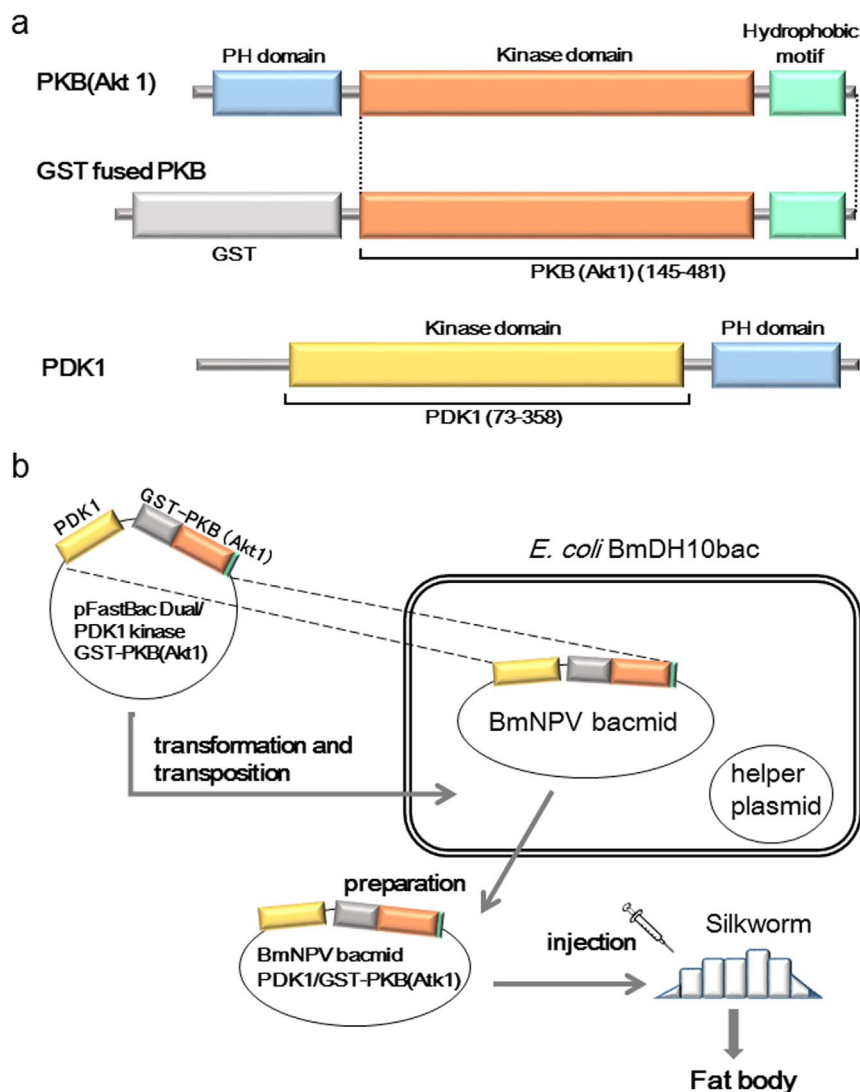 a
PH domain
Kinase domain
Hydrophobic
motif
PKB(Akt 1)
GST fused PKB
GST
PKB (Akt1) (145-481)
Kinase domain
PH domain
PDK1
PDK1 (73-358)
b
PDK1
GST-PKB (Akt1)
E. coli BmDH10bac
pFastBac Dual/
PDK1 kinase
GST-PKB(Akt1)
BmNPV bacmid
transformation and
transposition
helper
plasmid
preparation
BmNPV bacmid
PDK1/GST-PKB(Atk1)
injection
Silkworm
Fat body